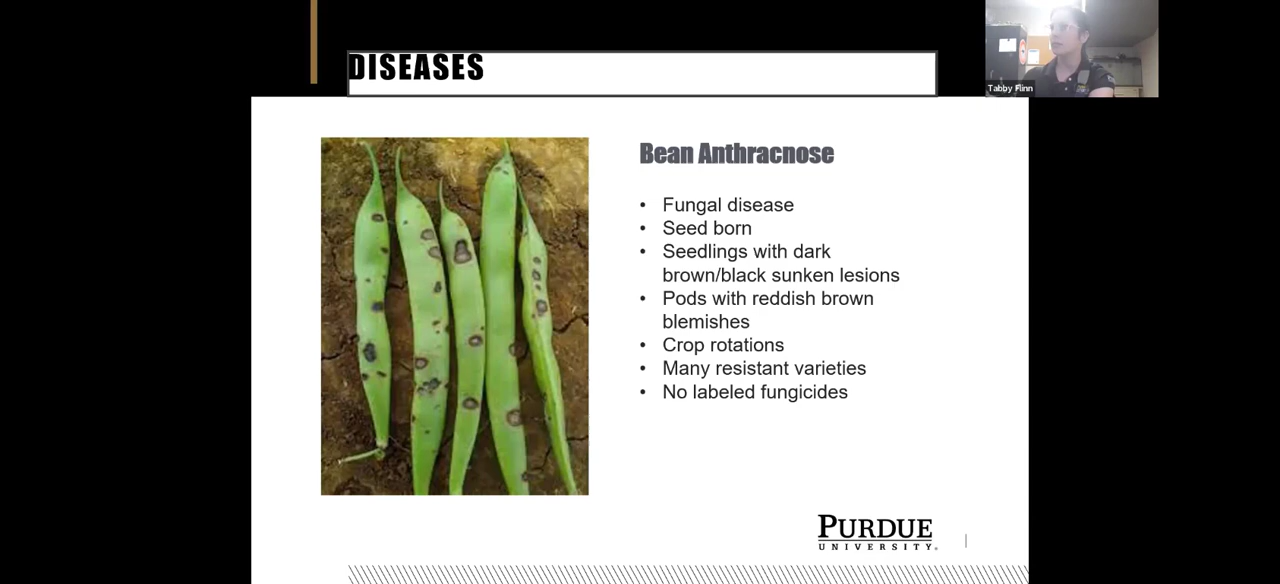 DISEASES
Tabby Flinn
Bean Anthracnose
• Fungal disease
• Seed born
• Seedlings with dark
brown/black sunken lesions
• Pods with reddish brown
blemishes
• Crop rotations
• Many resistant varieties
• No labeled fungicides
PURDUE
UNIVERSITY®